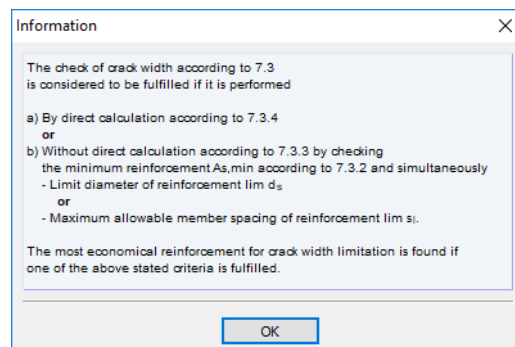 Information
The check of crack width according to 7.3
is considered to be fulfilled if it is performed
a) By direct calculation according to 7.3.4
or
b) Without direct calculation according to 7.3.3 by checking
the minimum reinforcement As,min according to 7.3.2 and simultaneously
- Limit diameter of reinforcement lim ds
or
- Maximum allowable member spacing of reinforcement lim sl.
The most economical reinforcement for crack width limitation is found if
one of the above stated criteria is fulfilled.
OK